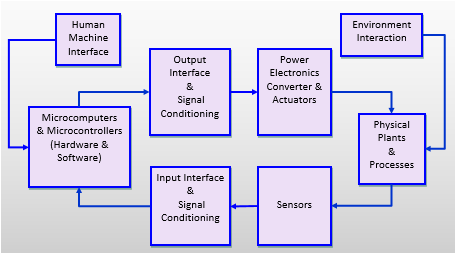 Human
Machine
Interface
Environment
Interaction
Output
Interface
&
Signal
Conditioning
Power
Electronics
Converter &
Actuators
Microcomputers
& Microcontrollers
(Hardware &
Software)
Physical
Plants
&
Processes
Input Interface
&
Signal
Conditioning
Sensors